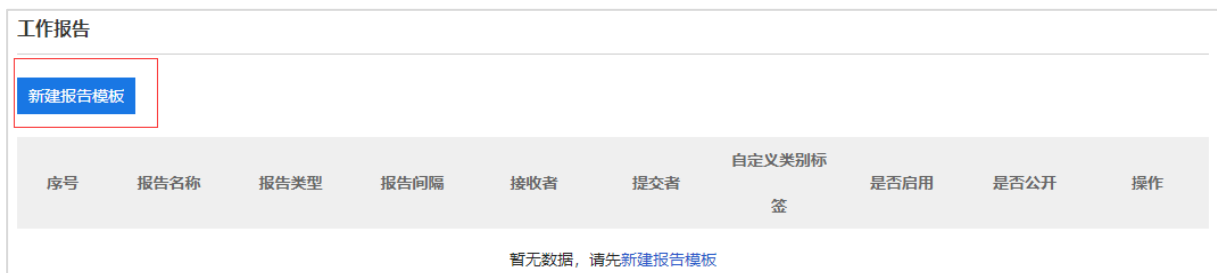 工作报告
新建报告模板
序号 报告名称 报告类型 报告间隔 接收者 提交者 自定义类别标 是否启用 是否公开 操作
签
暂无数据，请先新建报告模板